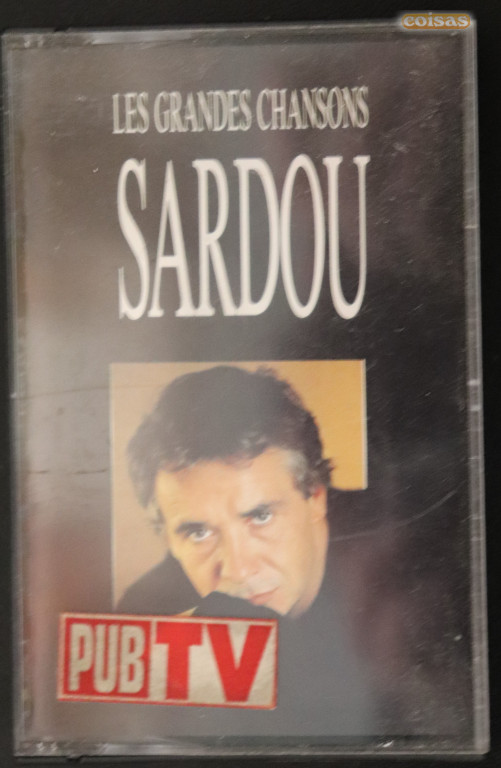 coisas
LES GRANDES CHANSONS
SARDOU
PUB TV